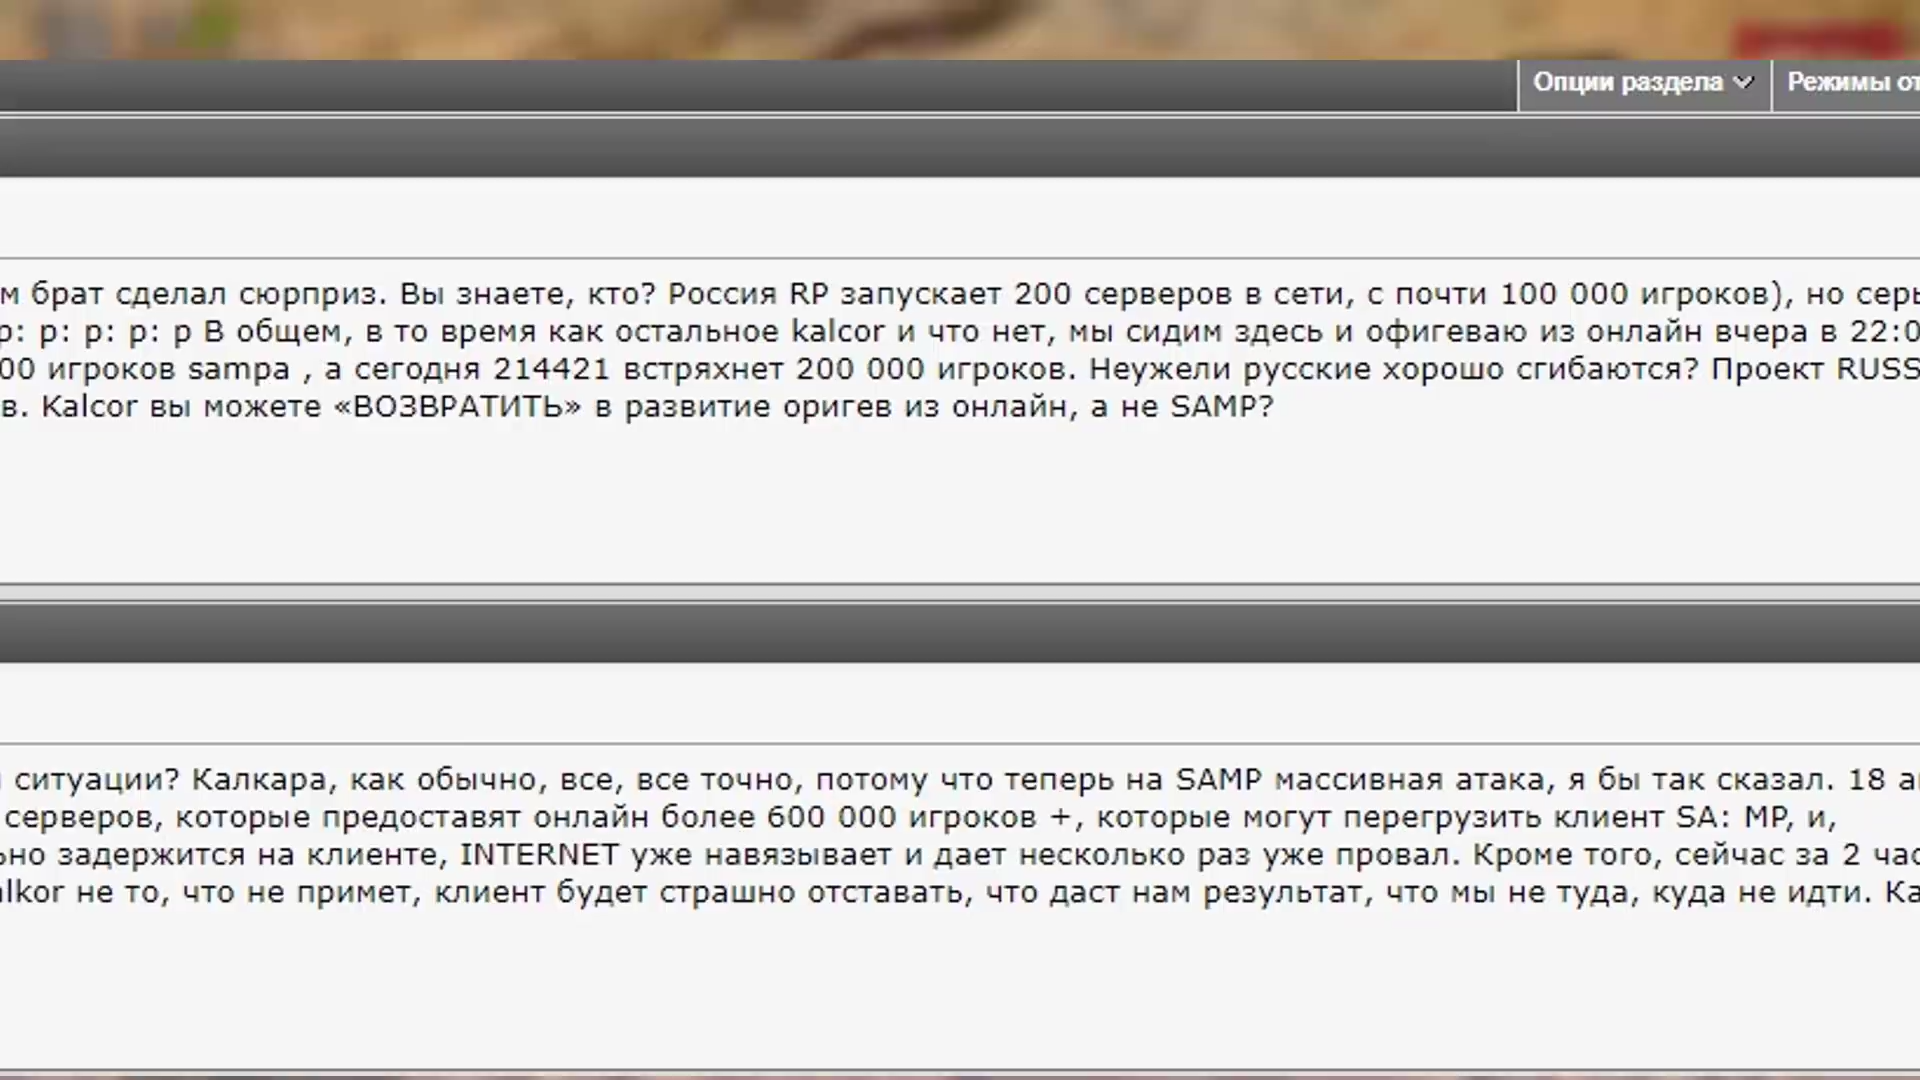 Опции раздела
Режимы
м брат сделал сюрприз. Вы знаете, кто? Россия RP запускает 200 серверов в сети, с почти 100 000 игроков), но серь
р: р: р: р: р В общем, в то время как остальное kalcor и что нет, мы сидим здесь и офигеваю из онлайн вчера в 22:0
00 игроков sampa , а сегодня 214421 встряхнет 200 000 игроков. Неужели русские хорошо сгибаются? Проект RUSS
в. Kalcor вы можете «ВОЗВРАТИТЬ» в развитие оригев из онлайн, а не SAMP?
ситуации? Калкара, как обычно, все, все точно, потому что теперь на SAMP массивная атака, я бы так сказал. 18
серверов, которые предоставят онлайн более 600 000 игроков +, которые могут перегрузить клиент SA: MP, и,
ьно задержится на клиенте, INTERNET уже навязывает и дает несколько раз уже провал. Кроме того, сейчас за 2 час
alkor не то, что не примет, клиент будет страшно отставать, что даст нам результат, что мы не туда, куда не идти. Ка